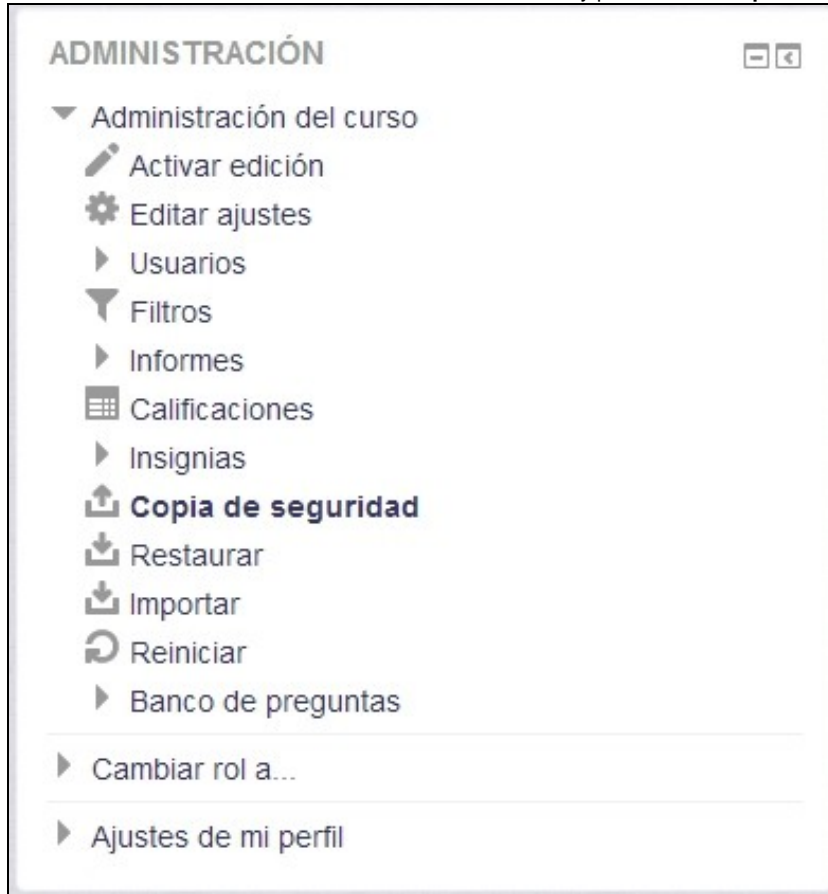 ADMINISTRACIÓN
Administración del curso
Activar edición
Editar ajustes
Usuarios
Filtros
Informes
Calificaciones
Insignias
Copia de seguridad
Restaurar
Importar
Reiniciar
Banco de preguntas
Cambiar rol a...
Ajustes de mi perfil